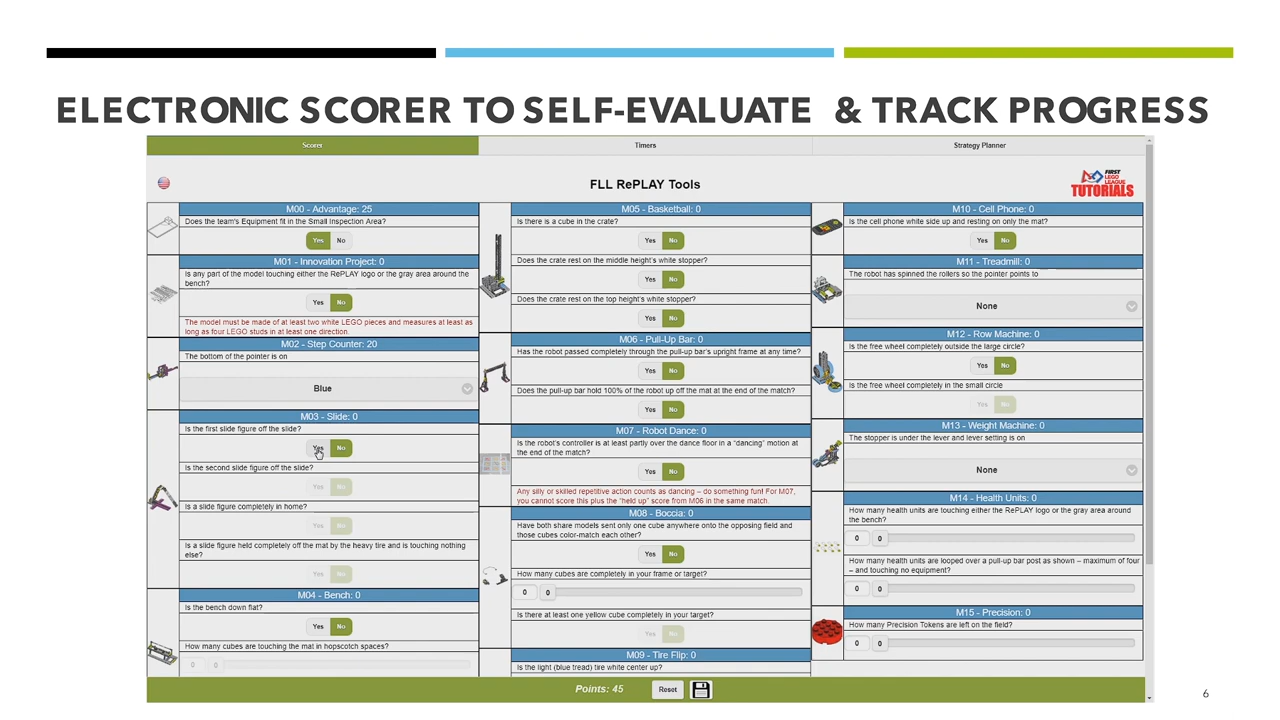 ELECTRONIC SCORER TO SELF-EVALUATE & TRACK PROGRESS
Scorer
Timers
Strategy Planner
FLL RePLAY Tools
FIRST
LEGO
LEAGUE
TUTORIALS
M00 - Advantage: 25
Does the team's Equipment fit in the Small Inspection Area?
Yes No
M01 - Innovation Project: 0
Is any part of the model touching either the RePLAY logo or the gray area around the
bench?
Yes No
The model must be made of at least two white LEGO pieces and measures at least as
long as four LEGO studs in at least one direction.
M02 - Step Counter: 20
The bottom of the pointer is on
Blue
M03 - Slide: 0
Is the first slide figure off the slide?
Yes No
Is the second slide figure off the slide?
Yes No
Is a slide figure completely in home?
Yes No
Is a slide figure held completely off the mat by the heavy tire and is touching nothing
else?
Yes No
M04 - Bench: 0
Is the bench down flat?
Yes No
How many cubes are touching the mat in hopscotch spaces?
0 0
M05 - Basketball: 0
Is there is a cube in the crate?
Yes No
Does the crate rest on the middle height's white stopper?
Yes No
Does the crate rest on the top height's white stopper?
Yes No
M06 - Pull-Up Bar: 0
Has the robot passed completely through the pull-up bar's upright frame at any time?
Yes No
Does the pull-up bar hold 100% of the robot up off the mat at the end of the match?
Yes No
M07 - Robot Dance: 0
Is the robot's controller is at least partly over the dance floor in a “dancing” motion at
the end of the match?
Yes No
Any silly or skilled repetitive action counts as dancing – do something fun! For M07,
you cannot score this plus the “held up” score from M06 in the same match.
M08 - Boccia: 0
Have both share models sent only one cube anywhere onto the opposing field and
those cubes color-match each other?
Yes No
How many cubes are completely in your frame or target?
0 0
Is there at least one yellow cube completely in your target?
Yes No
M09 - Tire Flip: 0
Is the light (blue tread) tire white center up?
M10 - Cell Phone: 0
Is the cell phone white side up and resting on only the mat?
Yes No
M11 - Treadmill: 0
The robot has spinned the rollers so the pointer points to
None
M12 - Row Machine: 0
Is the free wheel completely outside the large circle?
Yes No
Is the free wheel completely in the small circle
Yes No
M13 - Weight Machine: 0
The stopper is under the lever and lever setting is on
None
M14 - Health Units: 0
How many health units are touching either the RePLAY logo or the gray area around
the bench?
0 0
How many health units are looped over a pull-up bar post as shown – maximum of four
– and touching no equipment?
0 0
M15 - Precision: 0
How many Precision Tokens are left on the field?
0 0
Points: 45
Reset
6